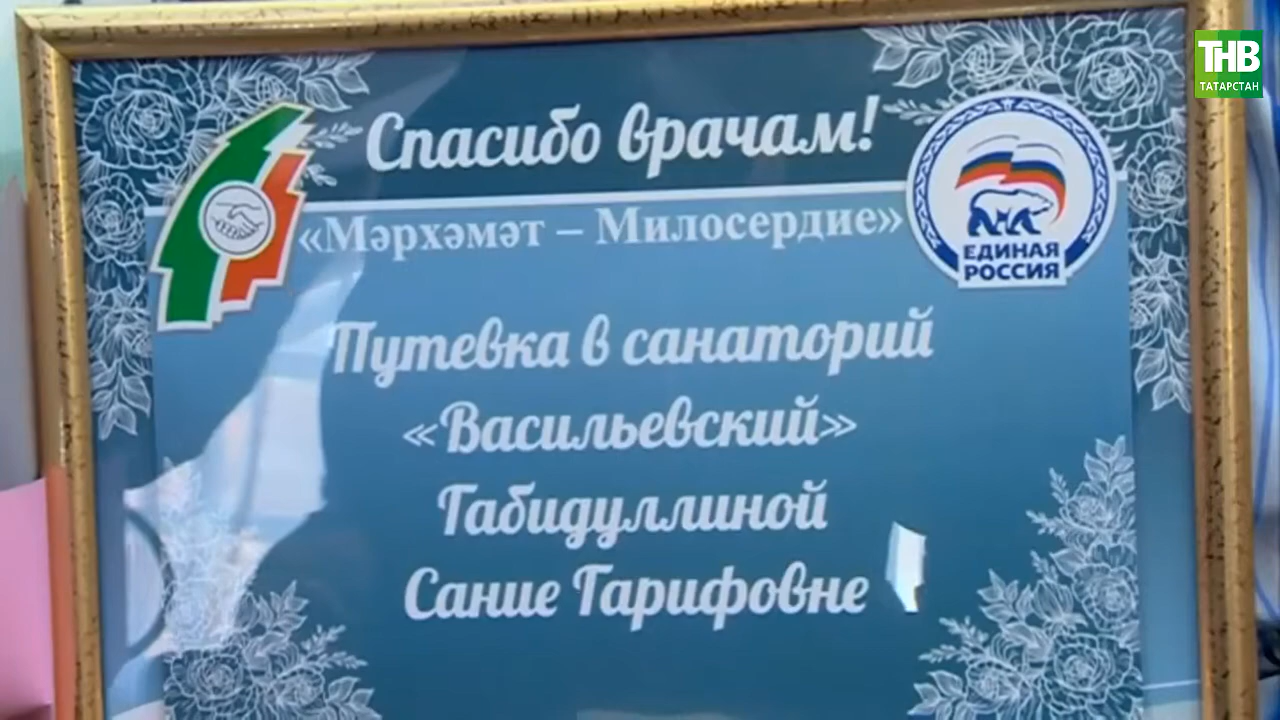 ТНВ
ТАТАРСТАН
Спасибо врачам!
«Мәрхәмәт – Милосердие»
ЕДИНАЯ
РОССИЯ
Путевка в санаторий
«Васильевский»
Габидуллиной
Сание Гарифовне